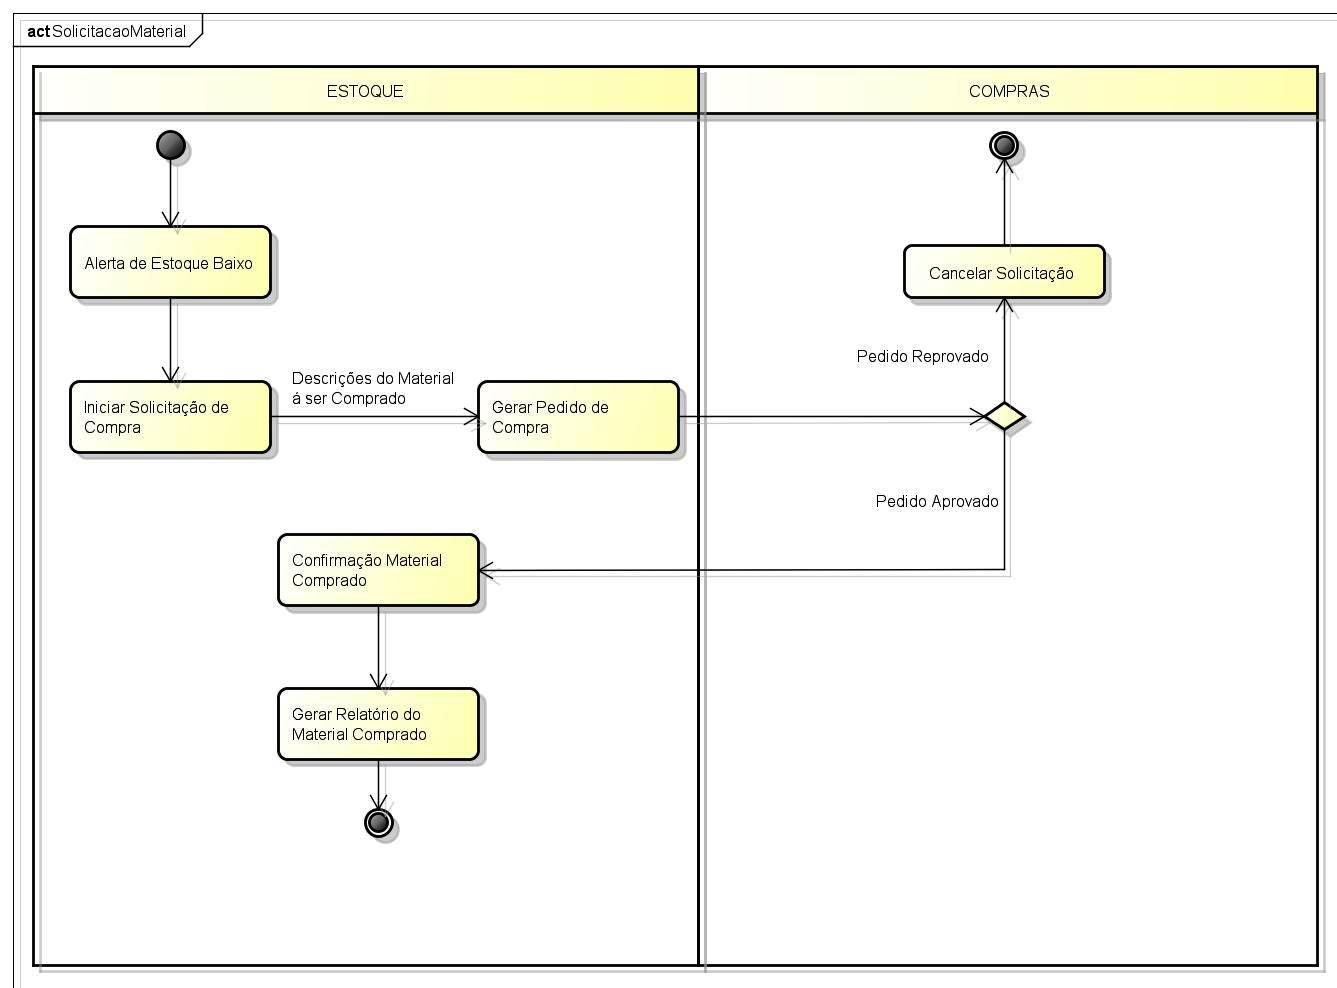 act SolicitacaoMaterial
ESTOQUE
COMPRAS
Alerta de Estoque Baixo
Cancelar Solicitação
Pedido Reprovado
Descrições do Material
á ser Comprado
Iniciar Solicitação de
Compra
Gerar Pedido de
Compra
Pedido Aprovado
Confirmação Material
Comprado
Gerar Relatório do
Material Comprado